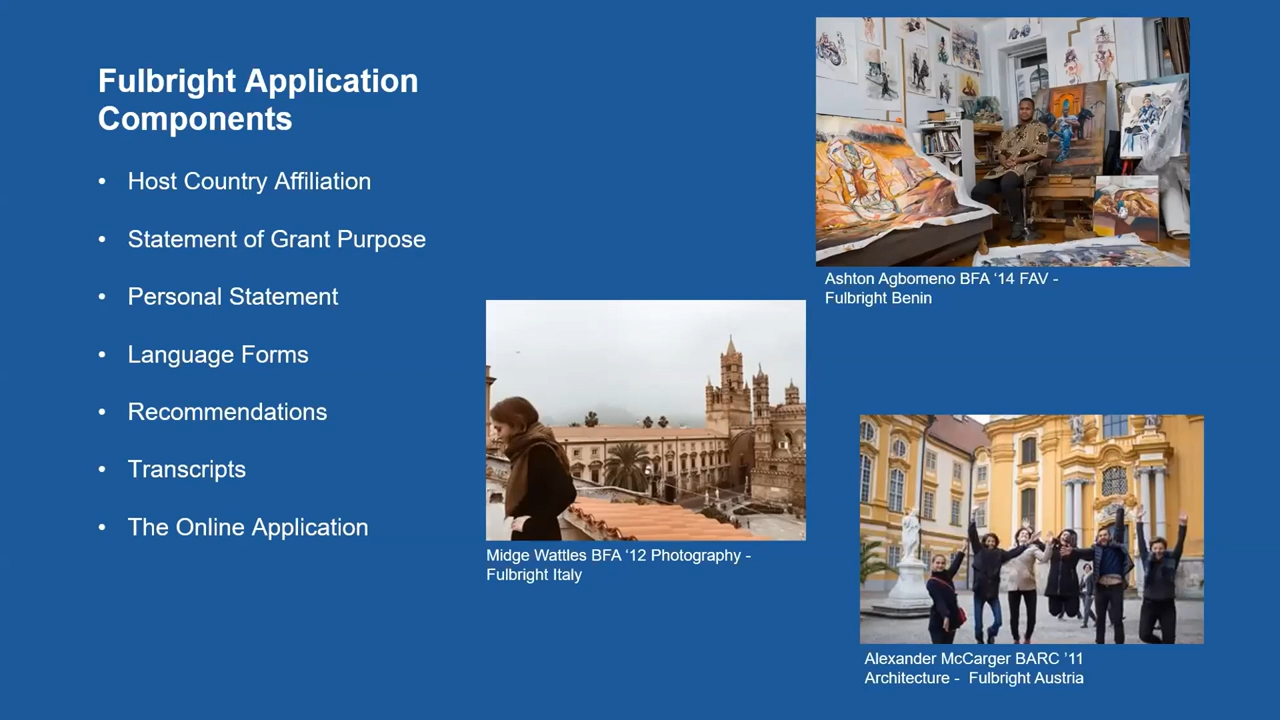 Fulbright Application
Components
• Host Country Affiliation
• Statement of Grant Purpose
• Personal Statement
• Language Forms
• Recommendations
• Transcripts
• The Online Application
Ashton Agbomeno BFA ‘14 FAV -
Fulbright Benin
Midge Wattles BFA ‘12 Photography -
Fulbright Italy
Alexander McCarger BARC ’11
Architecture -  Fulbright Austria